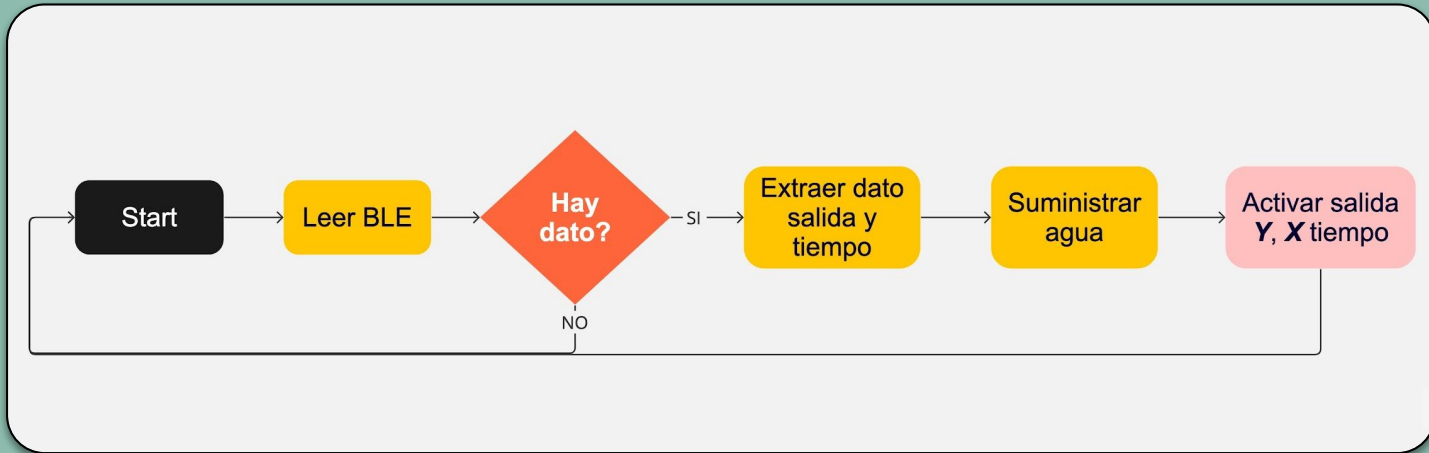 Start
Leer BLE
Hay
dato?
SI
Extraer dato
salida y
tiempo
Suministrar
agua
Activar salida
Y, X tiempo
NO